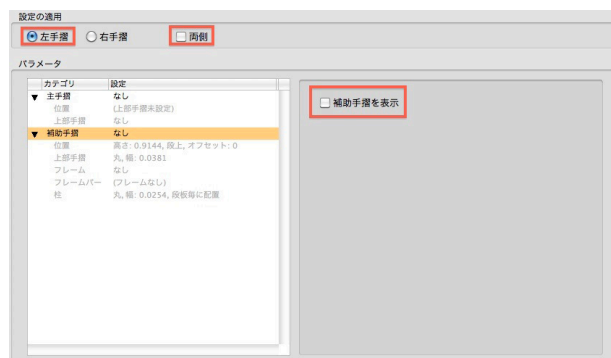 設定の適用
左手摺 右手摺 両側
パラメータ
カテゴリ 設定
▼ 主手摺 なし
位置 (上部手摺未設定)
上部手摺 なし
▼ 補助手摺 なし
位置 高さ: 0.9144, 段上, オフセット: 0
上部手摺 丸, 幅: 0.0381
フレーム なし
フレームバー (フレームなし)
柱 丸, 幅: 0.0254, 段板毎に配置
補助手摺を表示